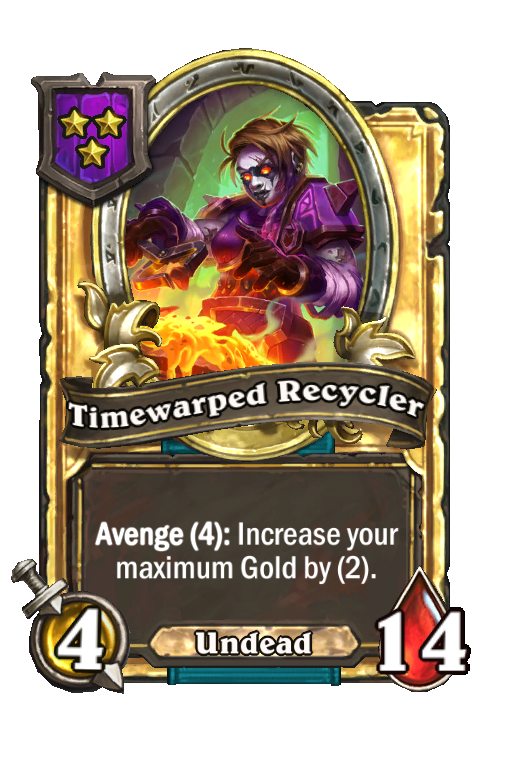 Timewarped Recycler
Avenge (4): Increase your
maximum Gold by (2).
4
Undead
14